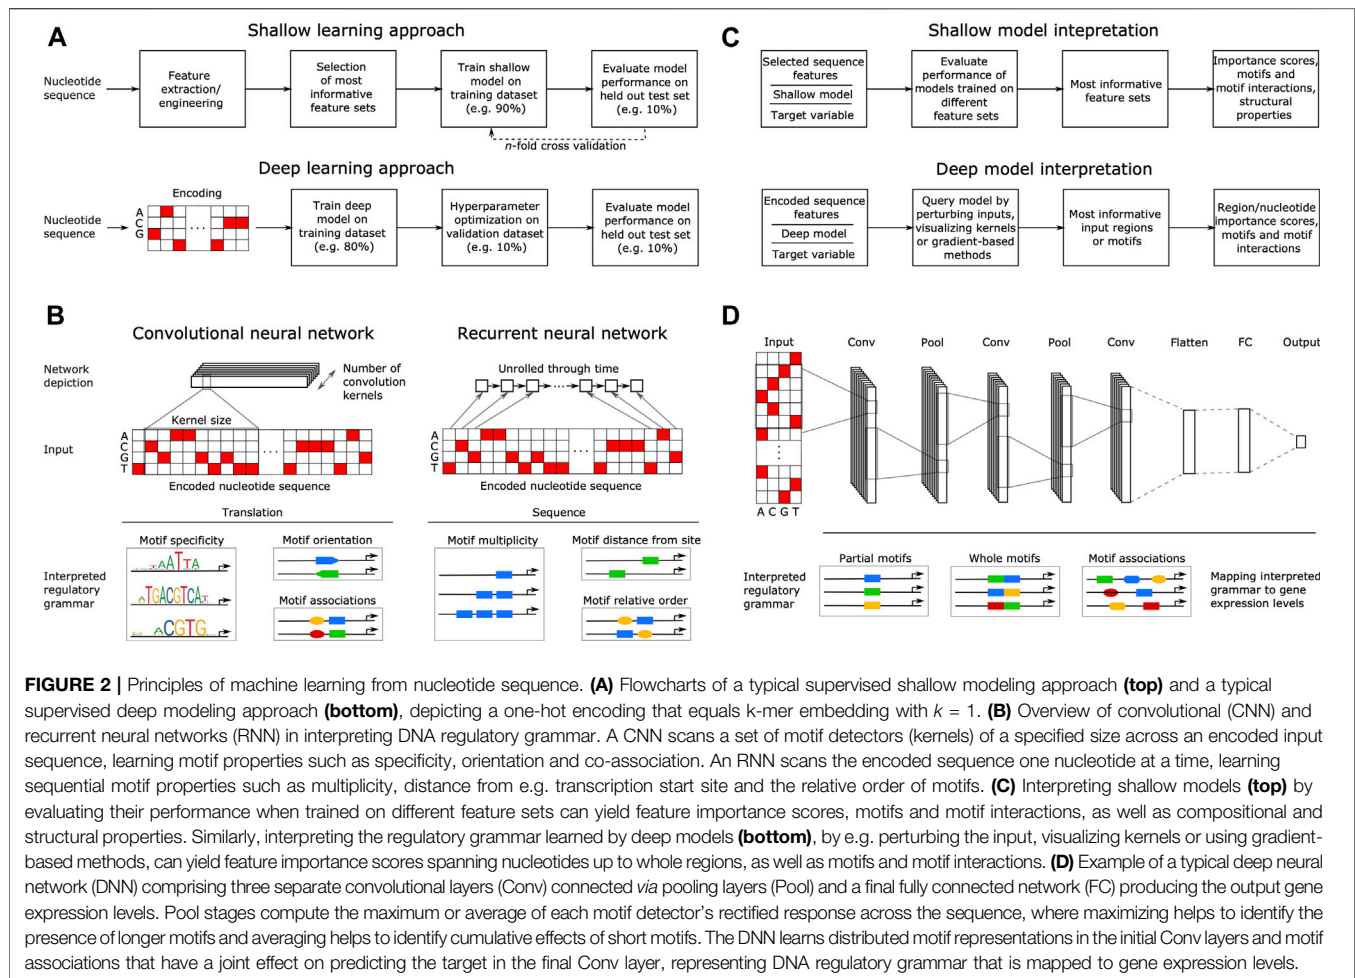 A
Shallow learning approach
Nucleotide
sequence
Feature
extraction/
engineering
Selection
of most
informative
feature sets
Train shallow
model on
training dataset
(e.g. 90%)
Evaluate model
performance on
held out test set
(e.g. 10%)
n-fold cross validation
Deep learning approach
Nucleotide
sequence
Encoding
A
C
G
Train deep
model on
training dataset
(e.g. 80%)
Hyperparameter
optimization on
validation dataset
(e.g. 10%)
Evaluate model
performance on
held out test set
(e.g. 10%)
C
Shallow model intepretation
Selected sequence
features
Shallow model
Target variable
Evaluate
performance of
models trained on
different
feature sets
Most informative
feature sets
Importance scores,
motifs and
motif interactions,
structural
properties
Deep model interpretation
Encoded sequence
features
Deep model
Target variable
Query model by
perturbing inputs,
visualizing kernels
or gradient-based
methods
Most informative
input regions
or motifs
Region/nucleotide
importance scores,
motifs and motif
interactions
B
Convolutional neural network
Recurrent neural network
Network
depiction
Number of
convolution
kernels
Unrolled through time
Kernel size
Input
A
C
G
T
Encoded nucleotide sequence
A
C
G
T
Encoded nucleotide sequence
Translation
Sequence
Interpreted
regulatory
grammar
Motif specificity
AATTA
ATGACGTCAT
ACGTG
Motif orientation
Motif associations
Motif multiplicity
Motif distance from site
Motif relative order
D
Input
Conv
Pool
Conv
Pool
Conv
Flatten
FC
Output
A C G T
Interpreted
regulatory
grammar
Partial motifs
Whole motifs
Motif associations
Mapping interpreted
grammar to gene
expression levels
FIGURE 2 | Principles of machine learning from nucleotide sequence. (A) Flowcharts of a typical supervised shallow modeling approach (top) and a typical
supervised deep modeling approach (bottom), depicting a one-hot encoding that equals k-mer embedding with k = 1. (B) Overview of convolutional (CNN) and
recurrent neural networks (RNN) in interpreting DNA regulatory grammar. A CNN scans a set of motif detectors (kernels) of a specified size across an encoded input
sequence, learning motif properties such as specificity, orientation and co-association. An RNN scans the encoded sequence one nucleotide at a time, learning
sequential motif properties such as multiplicity, distance from e.g. transcription start site and the relative order of motifs. (C) Interpreting shallow models (top) by
evaluating their performance when trained on different feature sets can yield feature importance scores, motifs and motif interactions, as well as compositional and
structural properties. Similarly, interpreting the regulatory grammar learned by deep models (bottom), by e.g. perturbing the input, visualizing kernels or using gradient-
based methods, can yield feature importance scores spanning nucleotides up to whole regions, as well as motifs and motif interactions. (D) Example of a typical deep neural
network (DNN) comprising three separate convolutional layers (Conv) connected via pooling layers (Pool) and a final fully connected network (FC) producing the output gene
expression levels. Pool stages compute the maximum or average of each motif detector's rectified response across the sequence, where maximizing helps to identify the
presence of longer motifs and averaging helps to identify cumulative effects of short motifs. The DNN learns distributed motif representations in the initial Conv layers and motif
associations that have a joint effect on predicting the target in the final Conv layer, representing DNA regulatory grammar that is mapped to gene expression levels.